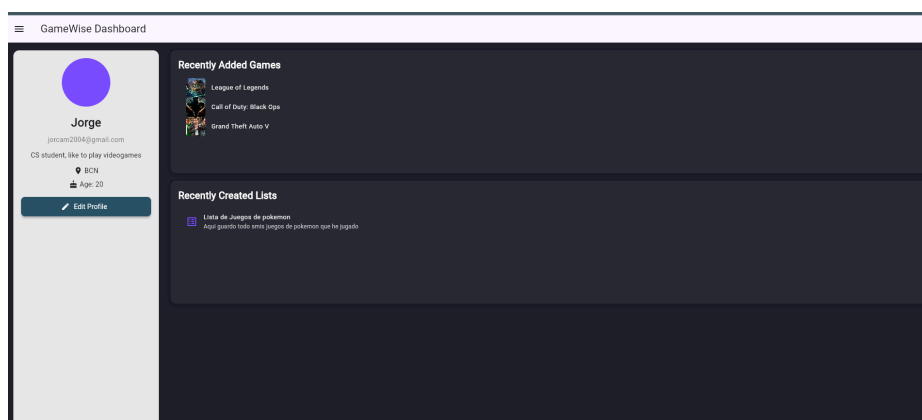 GameWise Dashboard
Jorge
jorcam2004@gmail.com
CS student, like to play videogames
BCN
Age: 20
Edit Profile
Recently Added Games
League of Legends
Call of Duty: Black Ops
Grand Theft Auto V
Recently Created Lists
Lista de Juegos de pokemon
Aqui guardo todo smis juegos de pokemon que he jugado